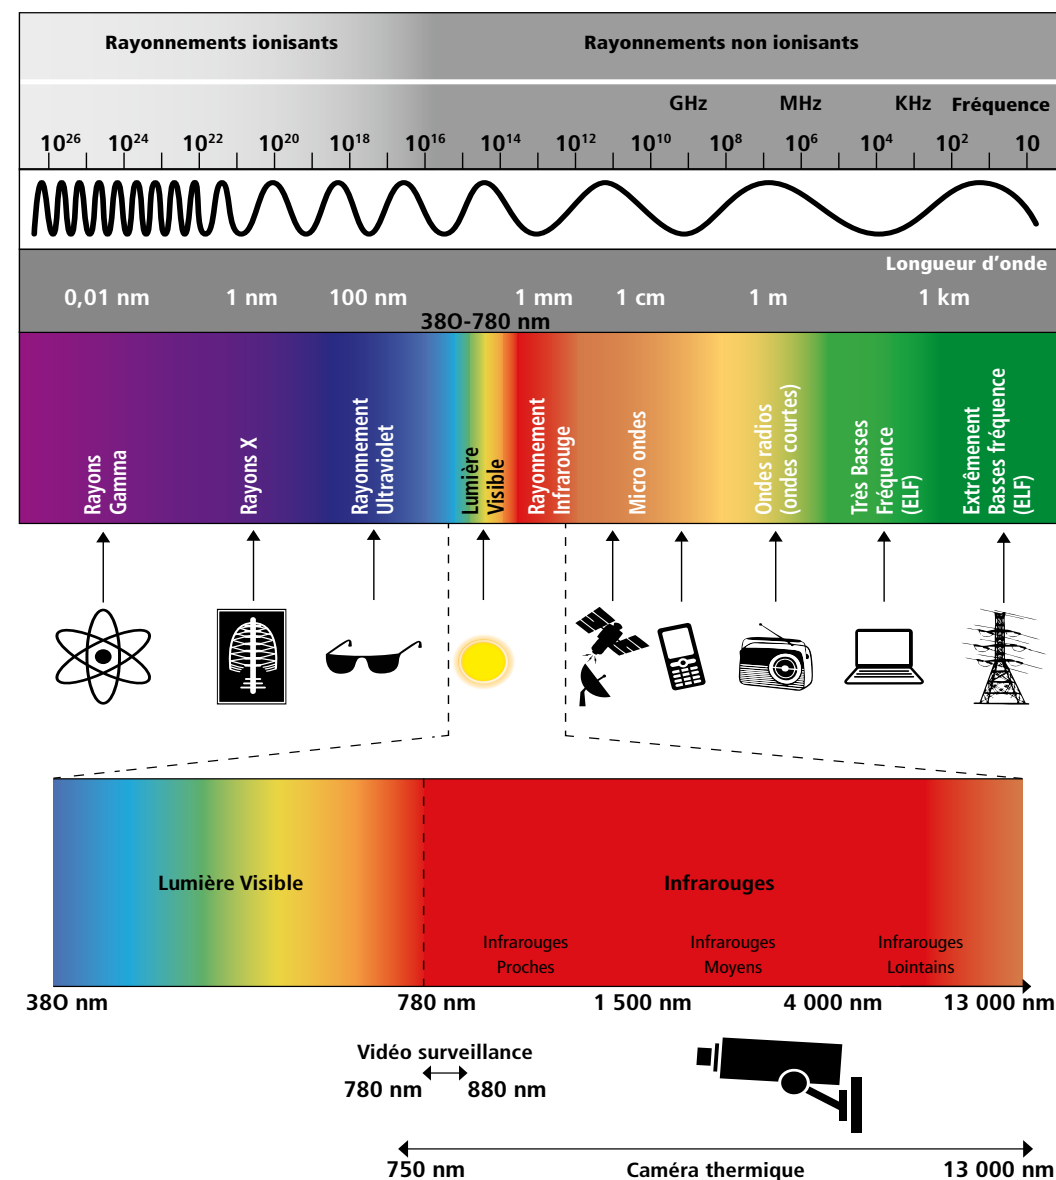 Rayonnements ionisants
Rayonnements non ionisants
GHz MHz KHz Fréquence
10²⁶ 10²⁴ 10²² 10²⁰ 10¹⁸ 10¹⁶ 10¹⁴ 10¹² 10¹⁰ 10⁸ 10⁶ 10⁴ 10² 10
Longueur d'onde
0,01 nm 1 nm 100 nm 1 mm 1 cm 1 m 1 km
380-780 nm
Rayons
Gamma
Rayons X
Rayonnement
Ultraviolet
Lumière
Visible
Rayonnement
Infrarouge
Micro ondes
Ondes radios
(ondes courtes)
Très Basses
Fréquence
(ELF)
Extrêmenent
Basses fréquence
(ELF)
Lumière Visible
Infrarouges
Infrarouges
Proches
Infrarouges
Moyens
Infrarouges
Lointains
380 nm 780 nm 1 500 nm 4 000 nm 13 000 nm
Vidéo surveillance
780 nm 880 nm
750 nm Caméra thermique 13 000 nm